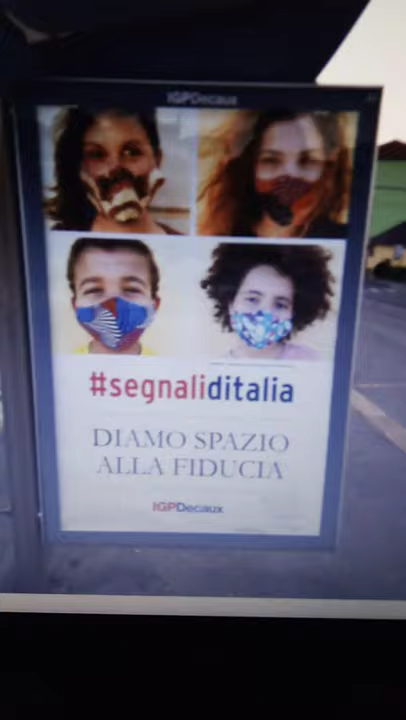 IGPDecaux
#segnaliditalia
DIAMO SPAZIO
ALLA FIDUCIA
IGPDecaux